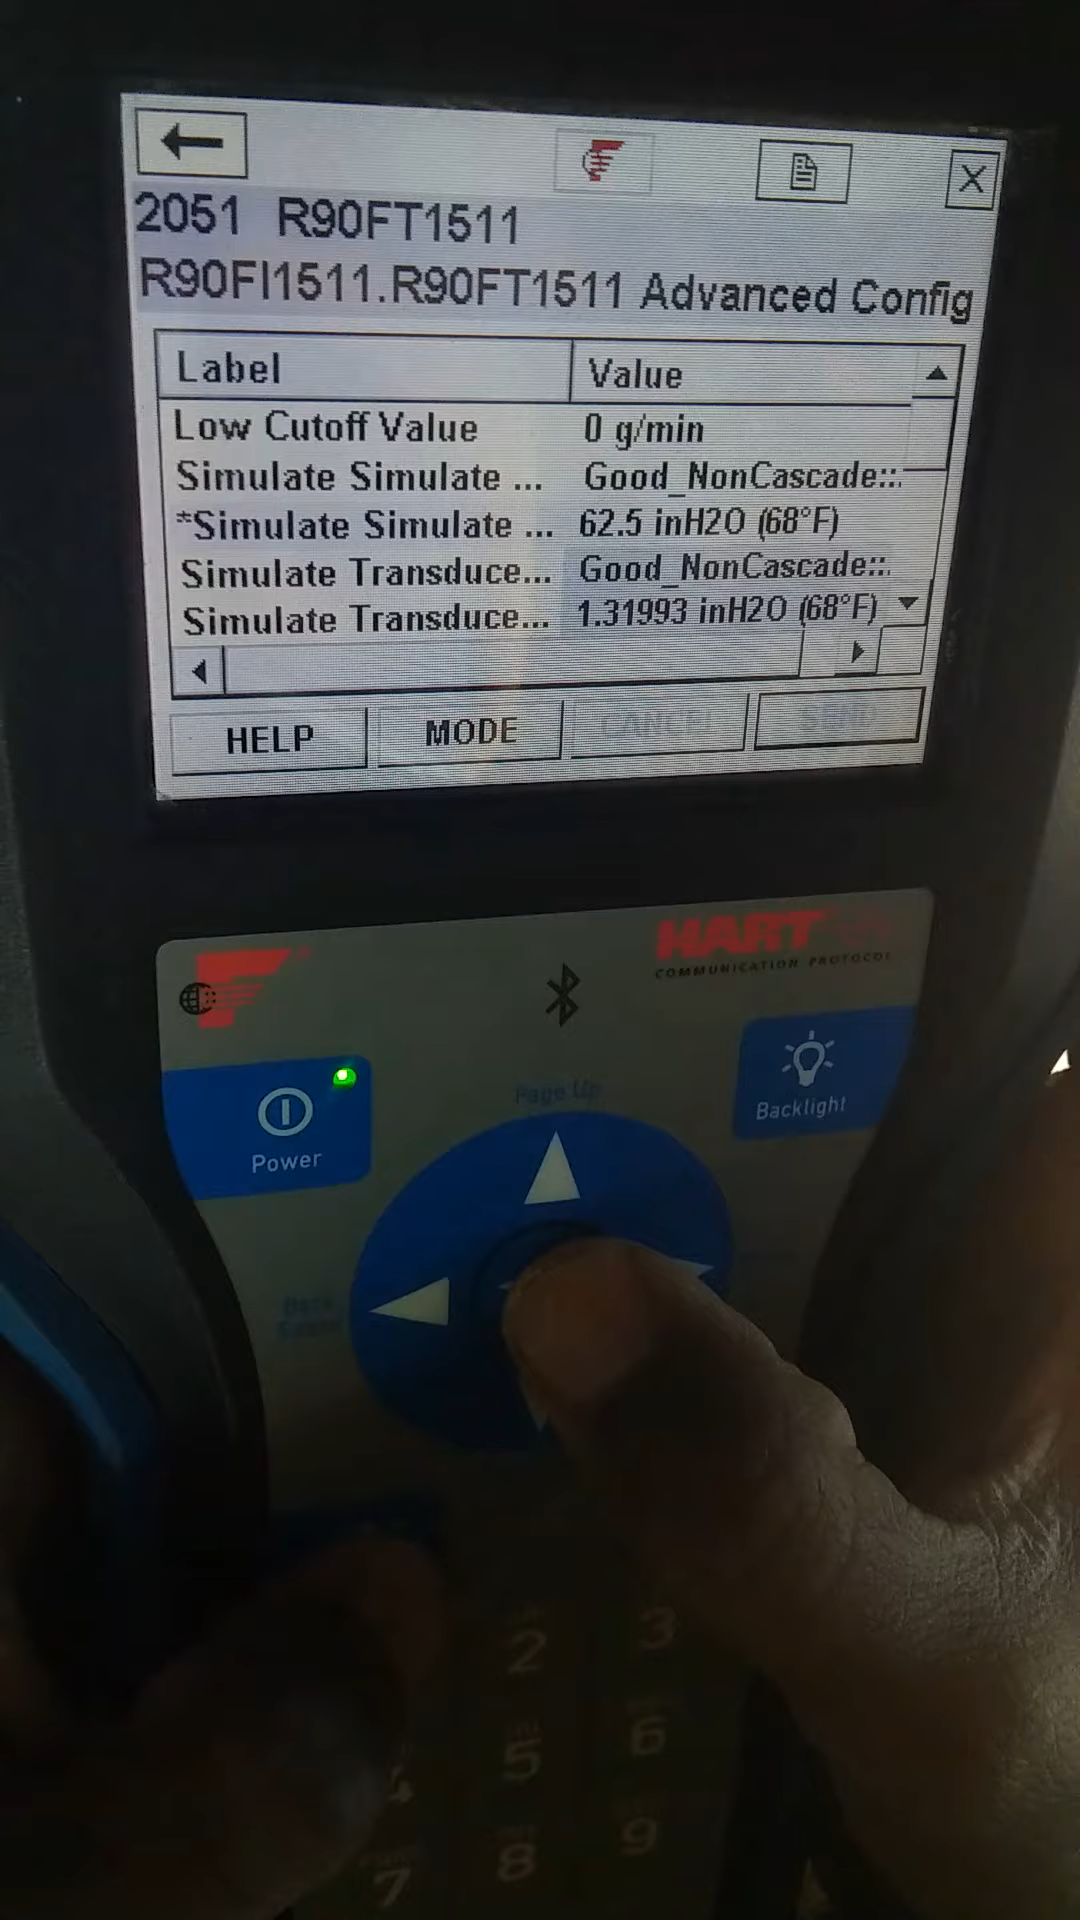 2051 R90FT1511
R90FI1511.R90FT1511 Advanced Config
Label Value
Low Cutoff Value 0 g/min
Simulate Simulate ... Good_NonCascade::.
*Simulate Simulate ... 62.5 inH2O (68°F)
Simulate Transduce... Good_NonCascade::.
Simulate Transduce... 1.31993 inH2O (68°F)
HELP MODE CANCEL SEND
HART
COMMUNICATION PROTOCOL
Power
Page Up
Backlight
2 3
5 6
7 8 9